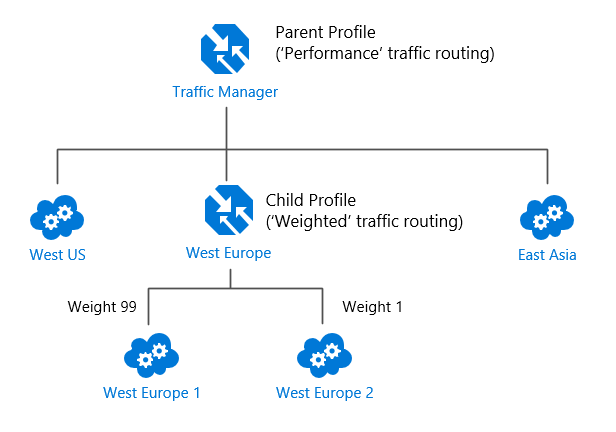 Parent Profile
(‘Performance’ traffic routing)
Traffic Manager
Child Profile
(‘Weighted’ traffic routing)
West US
West Europe
East Asia
Weight 99
Weight 1
West Europe 1
West Europe 2